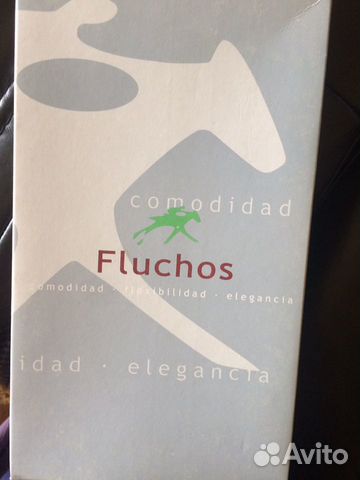 comodidad
Fluchos
comodidad · flexibilidad · elegancia
idad · elegancia
Avito